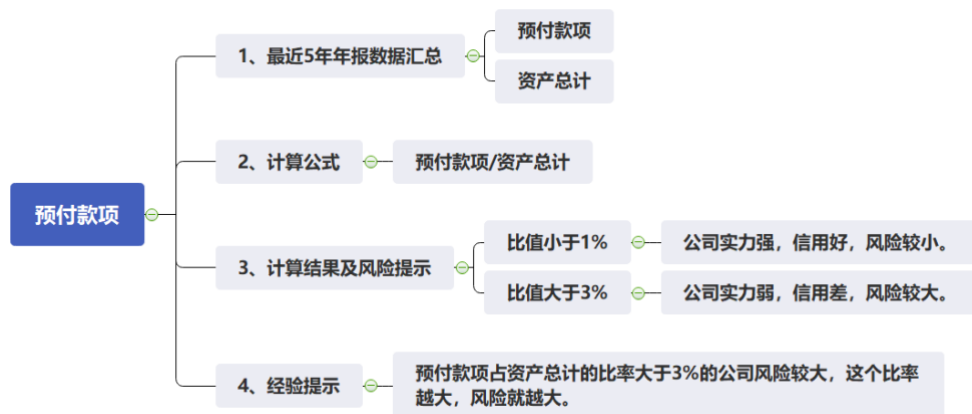 预付款项
1、最近5年年报数据汇总
预付款项
资产总计
2、计算公式
预付款项/资产总计
3、计算结果及风险提示
比值小于1%
公司实力强，信用好，风险较小。
比值大于3%
公司实力弱，信用差，风险较大。
4、经验提示
预付款项占资产总计的比率大于3%的公司风险较大，这个比率
越大，风险就越大。